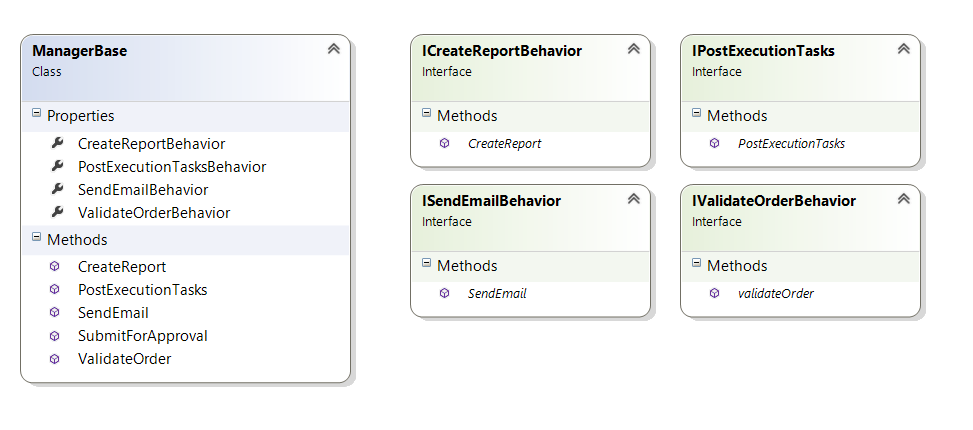 ManagerBase
Class
Properties
CreateReportBehavior
PostExecutionTasksBehavior
SendEmailBehavior
ValidateOrderBehavior
Methods
CreateReport
PostExecutionTasks
SendEmail
SubmitForApproval
ValidateOrder
ICreateReportBehavior
Interface
Methods
CreateReport
IPostExecutionTasks
Interface
Methods
PostExecutionTasks
ISendEmailBehavior
Interface
Methods
SendEmail
IValidateOrderBehavior
Interface
Methods
validateOrder